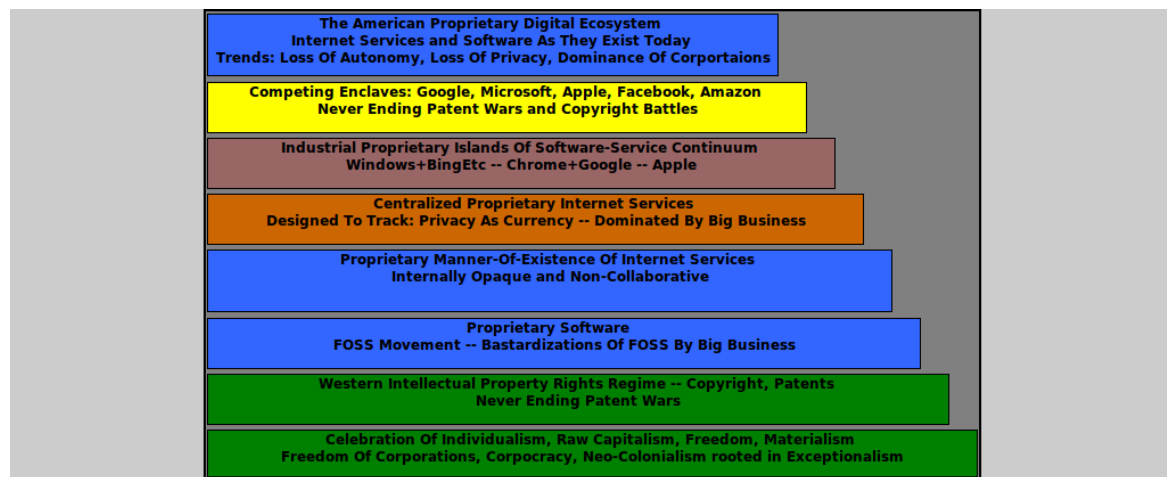 The American Proprietary Digital Ecosystem
Internet Services and Software As They Exist Today
Trends: Loss Of Autonomy, Loss Of Privacy, Dominance Of Corportaions
Competing Enclaves: Google, Microsoft, Apple, Facebook, Amazon
Never Ending Patent Wars and Copyright Battles
Industrial Proprietary Islands Of Software-Service Continuum
Windows+BingEtc -- Chrome+Google -- Apple
Centralized Proprietary Internet Services
Designed To Track: Privacy As Currency -- Dominated By Big Business
Proprietary Manner-Of-Existence Of Internet Services
Internally Opaque and Non-Collaborative
Proprietary Software
FOSS Movement -- Bastardizations Of FOSS By Big Business
Western Intellectual Property Rights Regime -- Copyright, Patents
Never Ending Patent Wars
Celebration Of Individualism, Raw Capitalism, Freedom, Materialism
Freedom Of Corporations, Corpocracy, Neo-Colonialism rooted in Exceptionalism